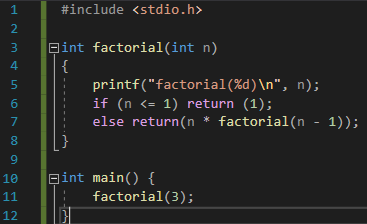 1 #include <stdio.h>
2
3 int factorial(int n)
4 {
5     printf("factorial(%d)\n", n);
6     if (n <= 1) return (1);
7     else return(n * factorial(n - 1));
8 }
9
10 int main() {
11     factorial(3);
12 }